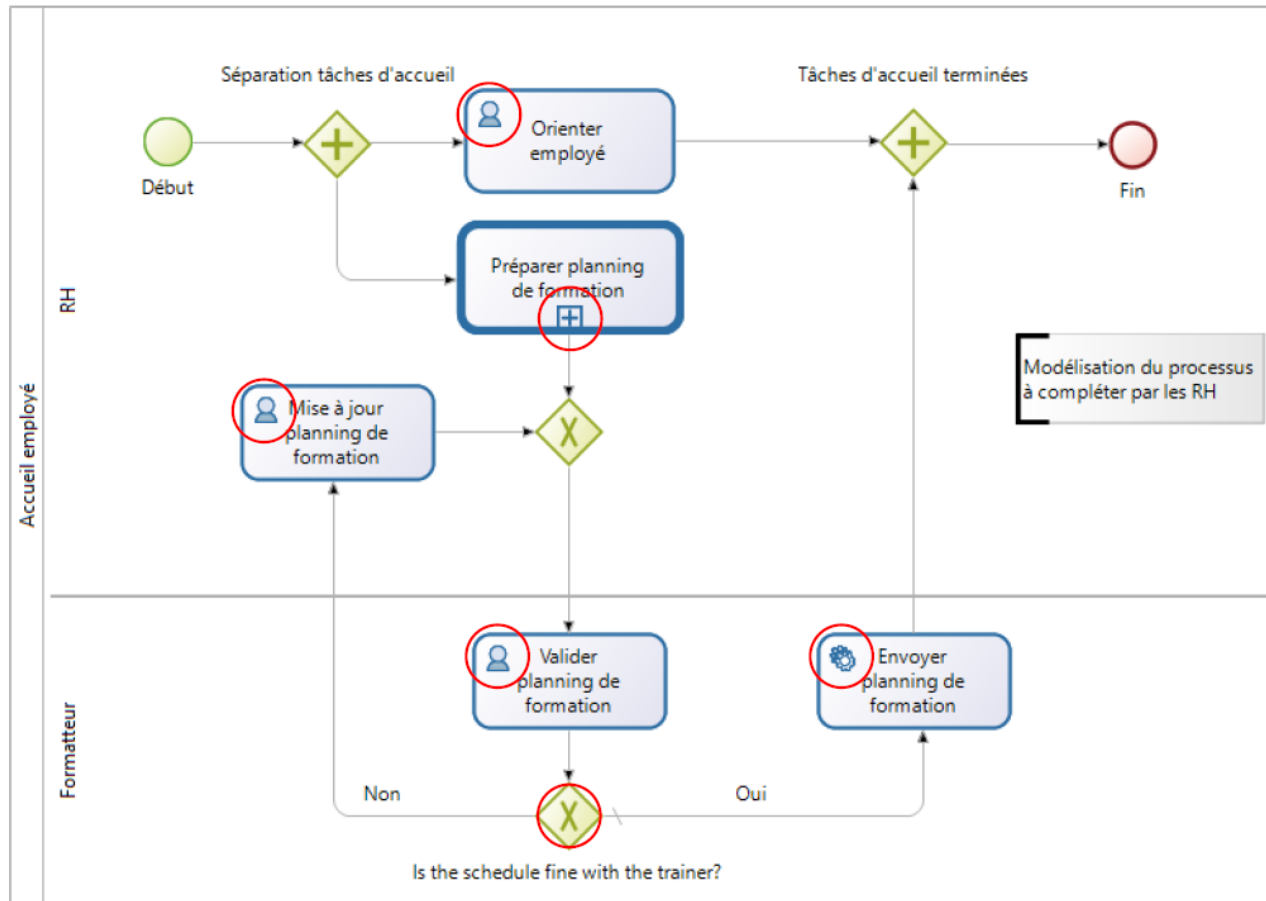 Séparation tâches d'accueil
Tâches d'accueil terminées
Orienter
employé
Début
Fin
Préparer planning
de formation
RH
Modélisation du processus
à compléter par les RH
Mise à jour
planning de
formation
Accueil employé
Valider
planning de
formation
Envoyer
planning de
formation
Formatteur
Non
Oui
Is the schedule fine with the trainer?